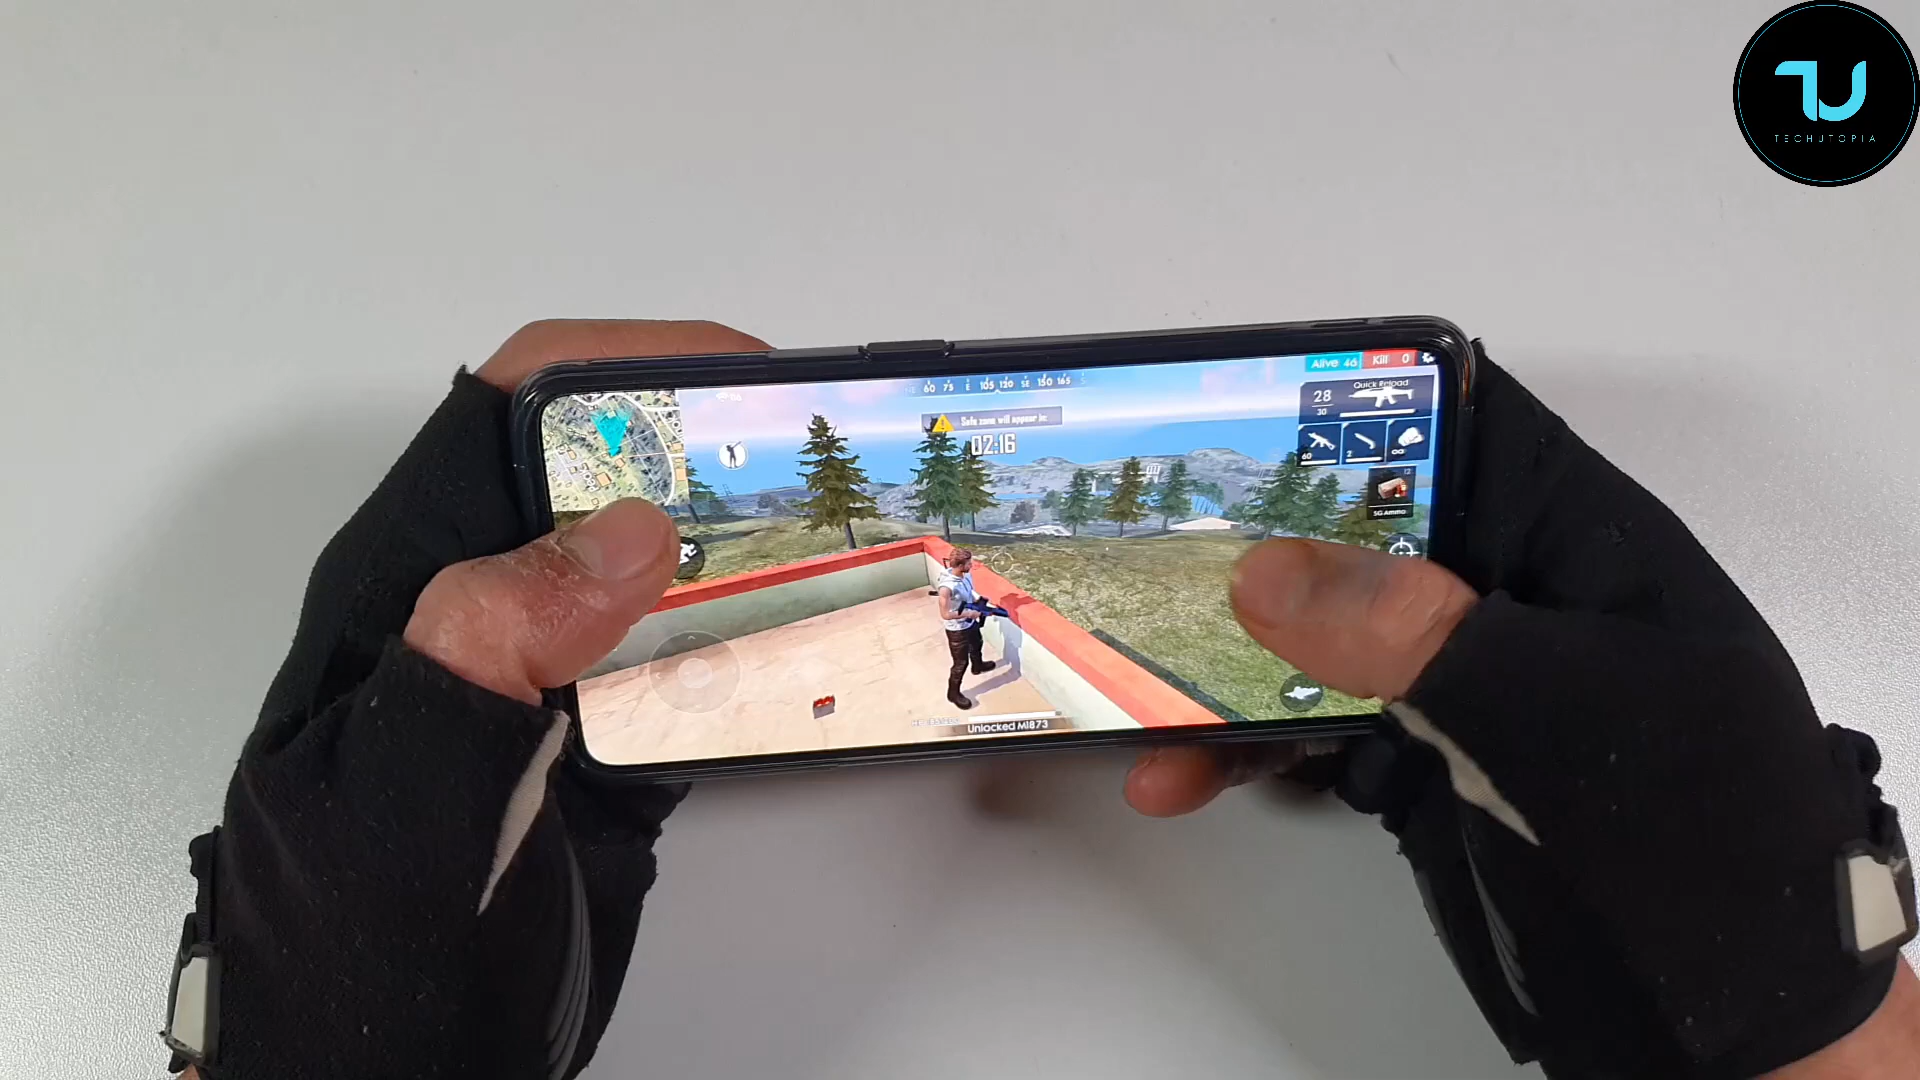 TECHUTOPIA
Alive 46 Kill 0
60 75 E 105 120 SE 150 165
Quick Reload
28
30
Safe zone will appear in:
02:16
60
2
12
SG Ammo
Unlocked M1873